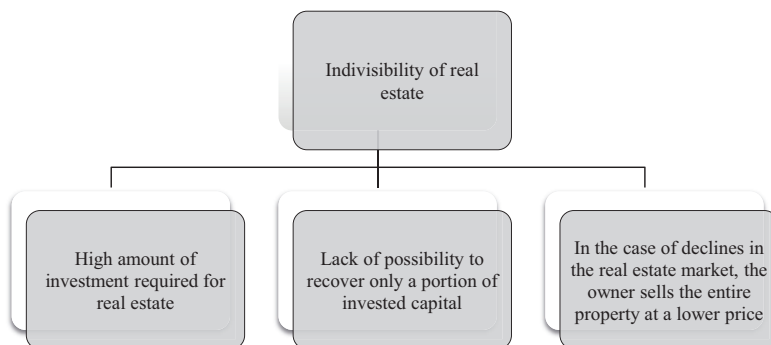 Indivisibility of real
estate
High amount of
investment required for
real estate
Lack of possibility to
recover only a portion of
invested capital
In the case of declines in
the real estate market, the
owner sells the entire
property at a lower price